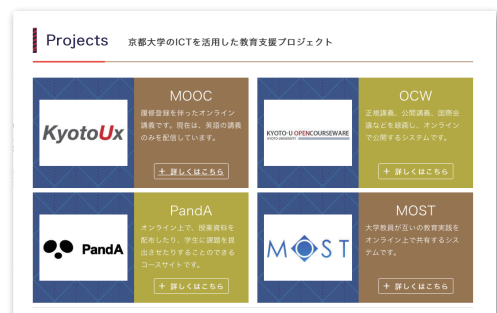 Projects 京都大学のICTを活用した教育支援プロジェクト
KyotoUx
MOOC
履修登録を伴ったオンライン
講義です。現在は、英語の講義
のみを配信しています。
+ 詳しくはこちら
KYOTO-U OPENCOURSEWARE
KYOTO UNIVERSITY
OCW
正規講義、公開講義、国際会
議などを録画し、オンライン
で公開するシステムです。
+ 詳しくはこちら
PandA
PandA
オンライン上で、授業資料を
配布したり、学生に課題を提
出させたりすることのできる
コースサイトです。
+ 詳しくはこちら
MOST
MOST
大学教員が互いの教育実践を
オンライン上で共有するシス
テムです。
+ 詳しくはこちら